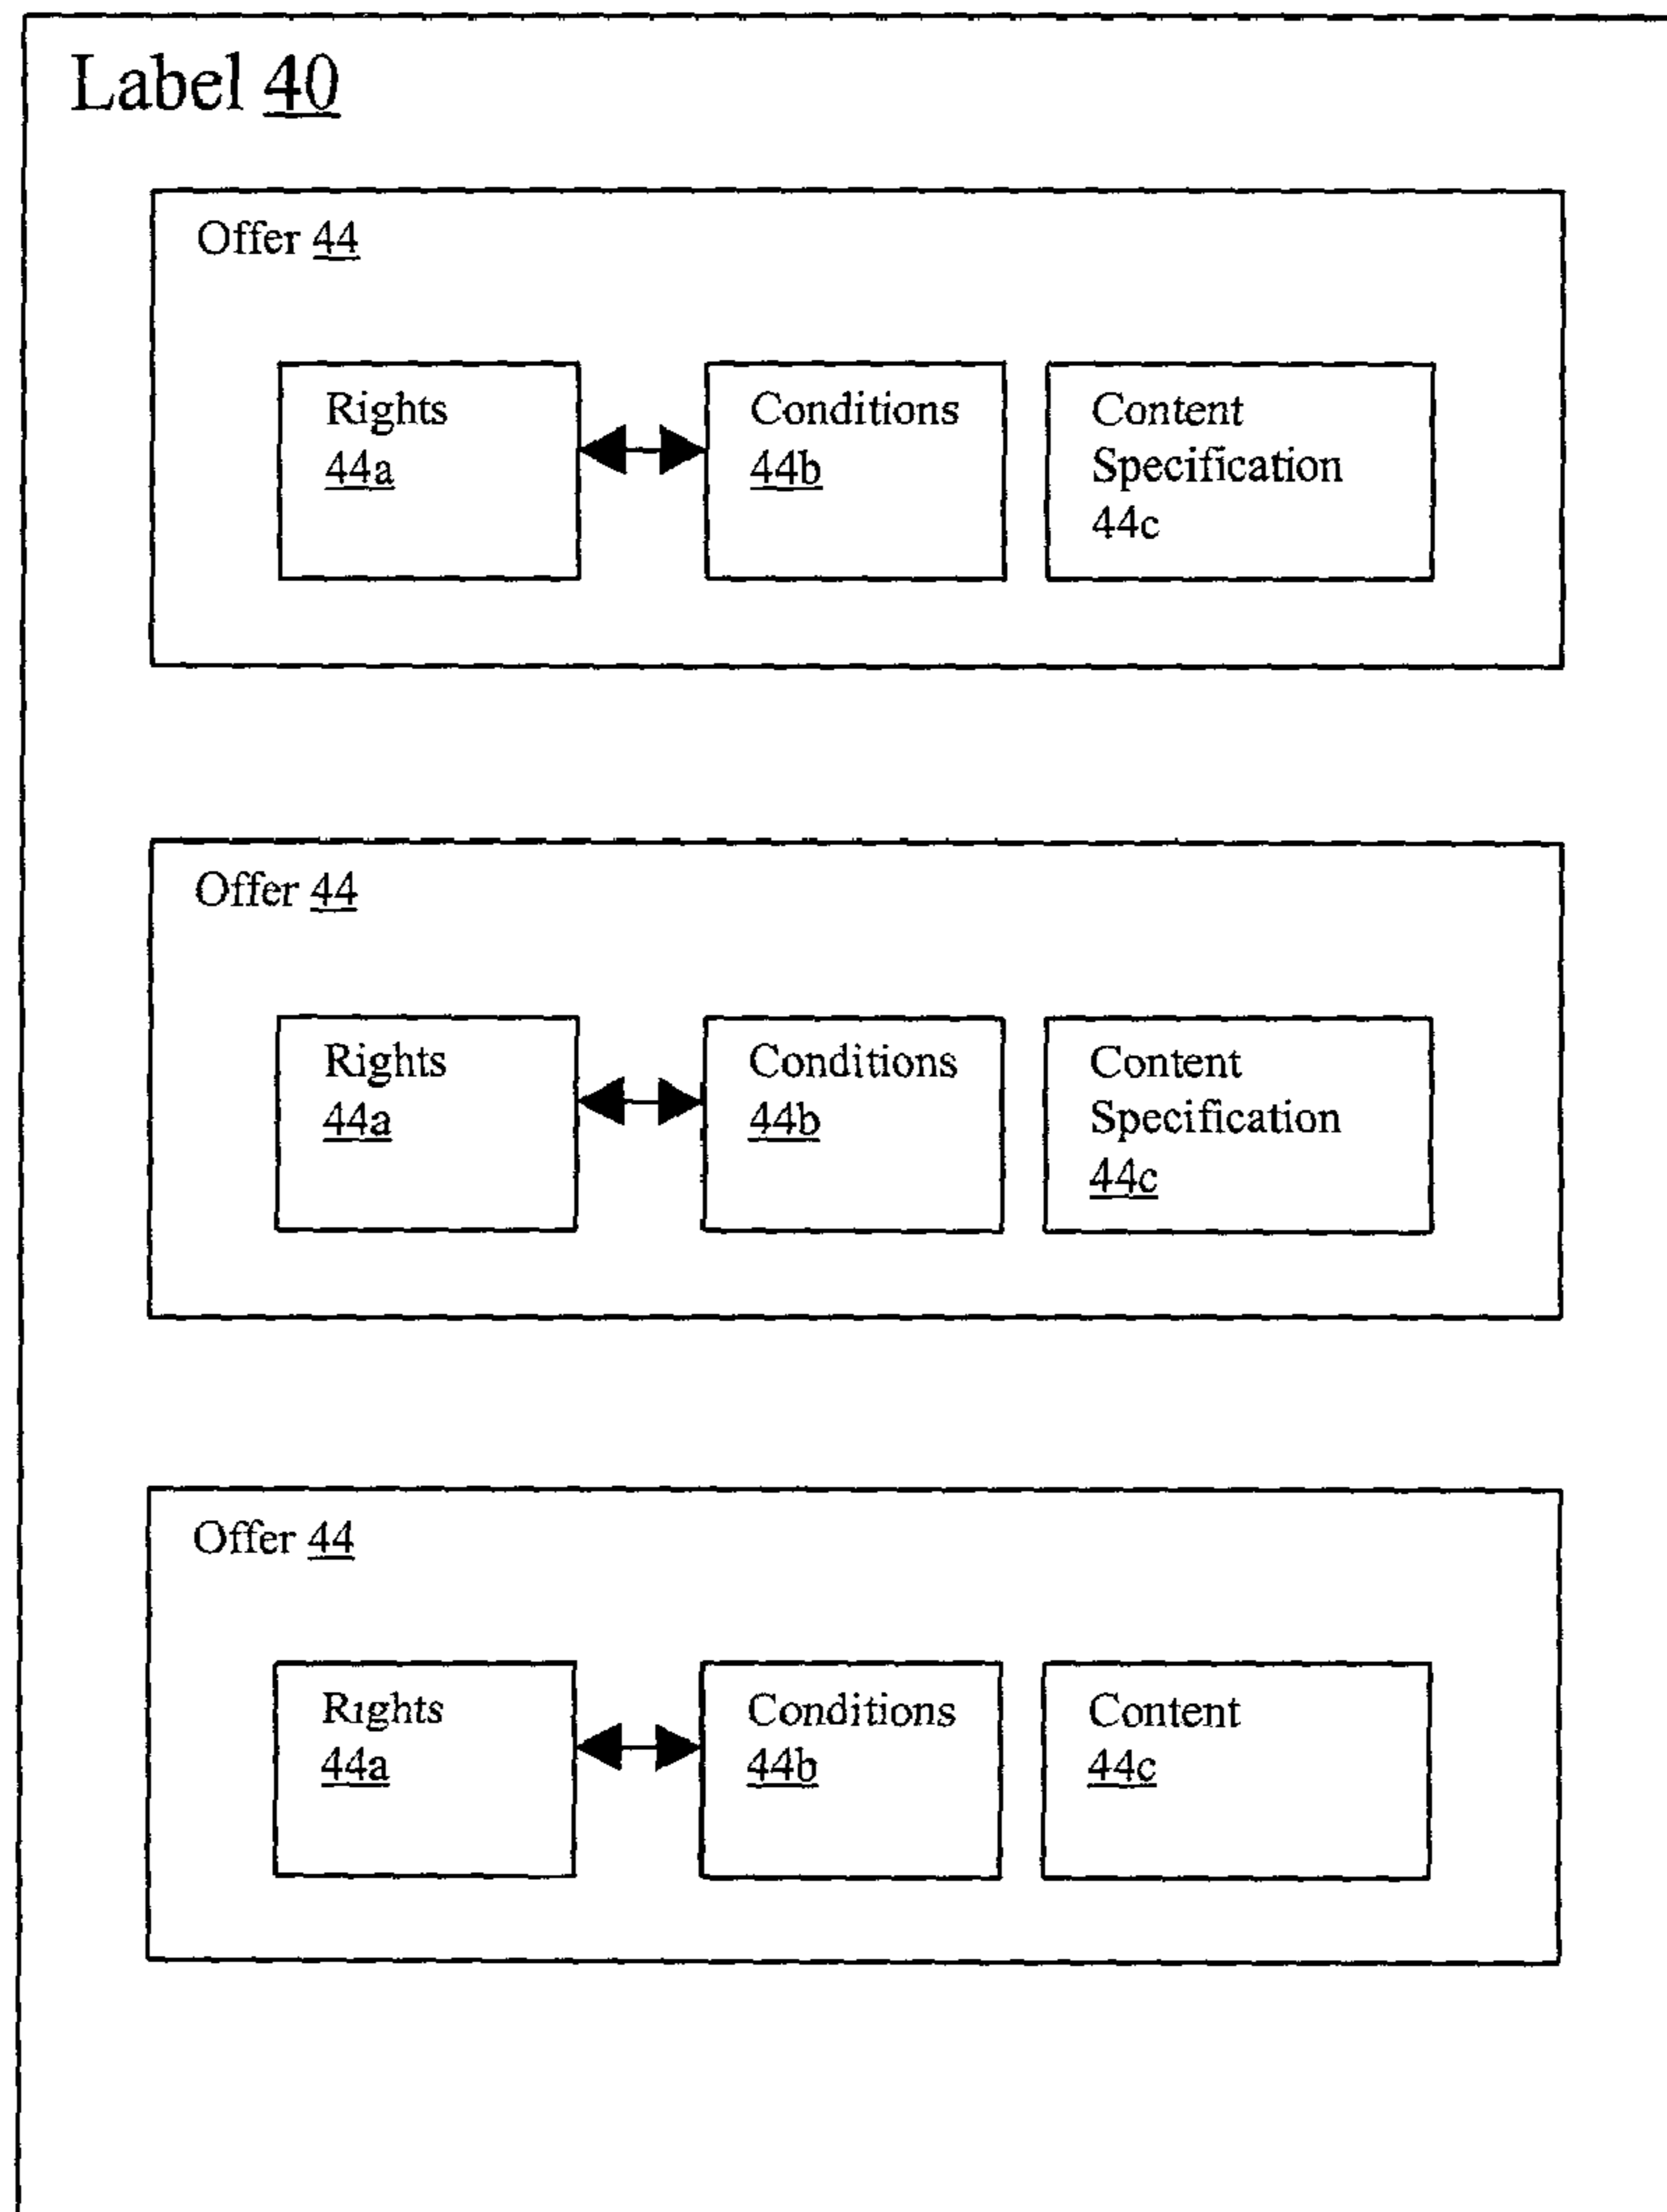 Label 40
Offer 44
Rights
44a
Conditions
44b
Content
Specification
44c
Offer 44
Rights
44a
Conditions
44b
Content
Specification
44c
Offer 44
Rights
44a
Conditions
44b
Content
44c